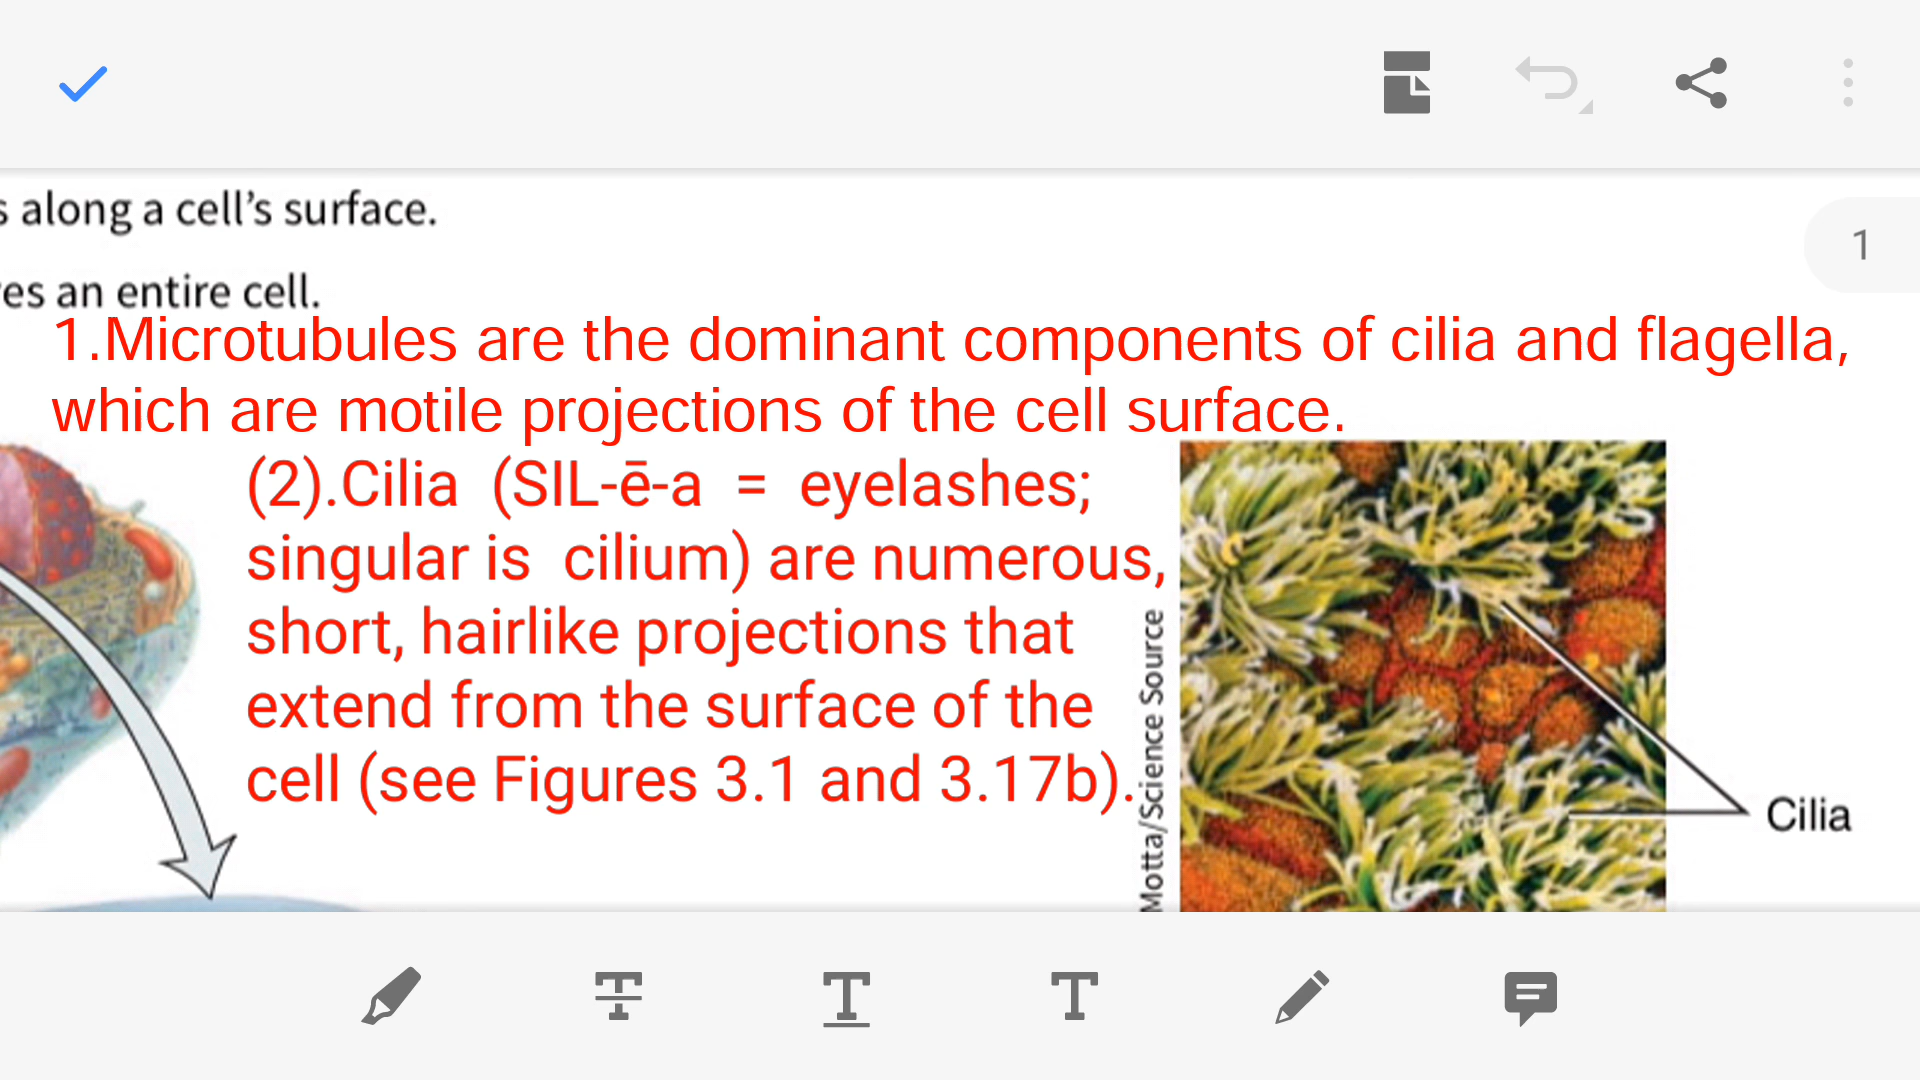 along a cell's surface.
1
an entire cell.
1.Microtubules are the dominant components of cilia and flagella,
which are motile projections of the cell surface.
(2).Cilia (SIL-ē-a = eyelashes;
singular is cilium) are numerous,
short, hairlike projections that
extend from the surface of the
cell (see Figures 3.1 and 3.17b).
Motta/Science Source
Cilia